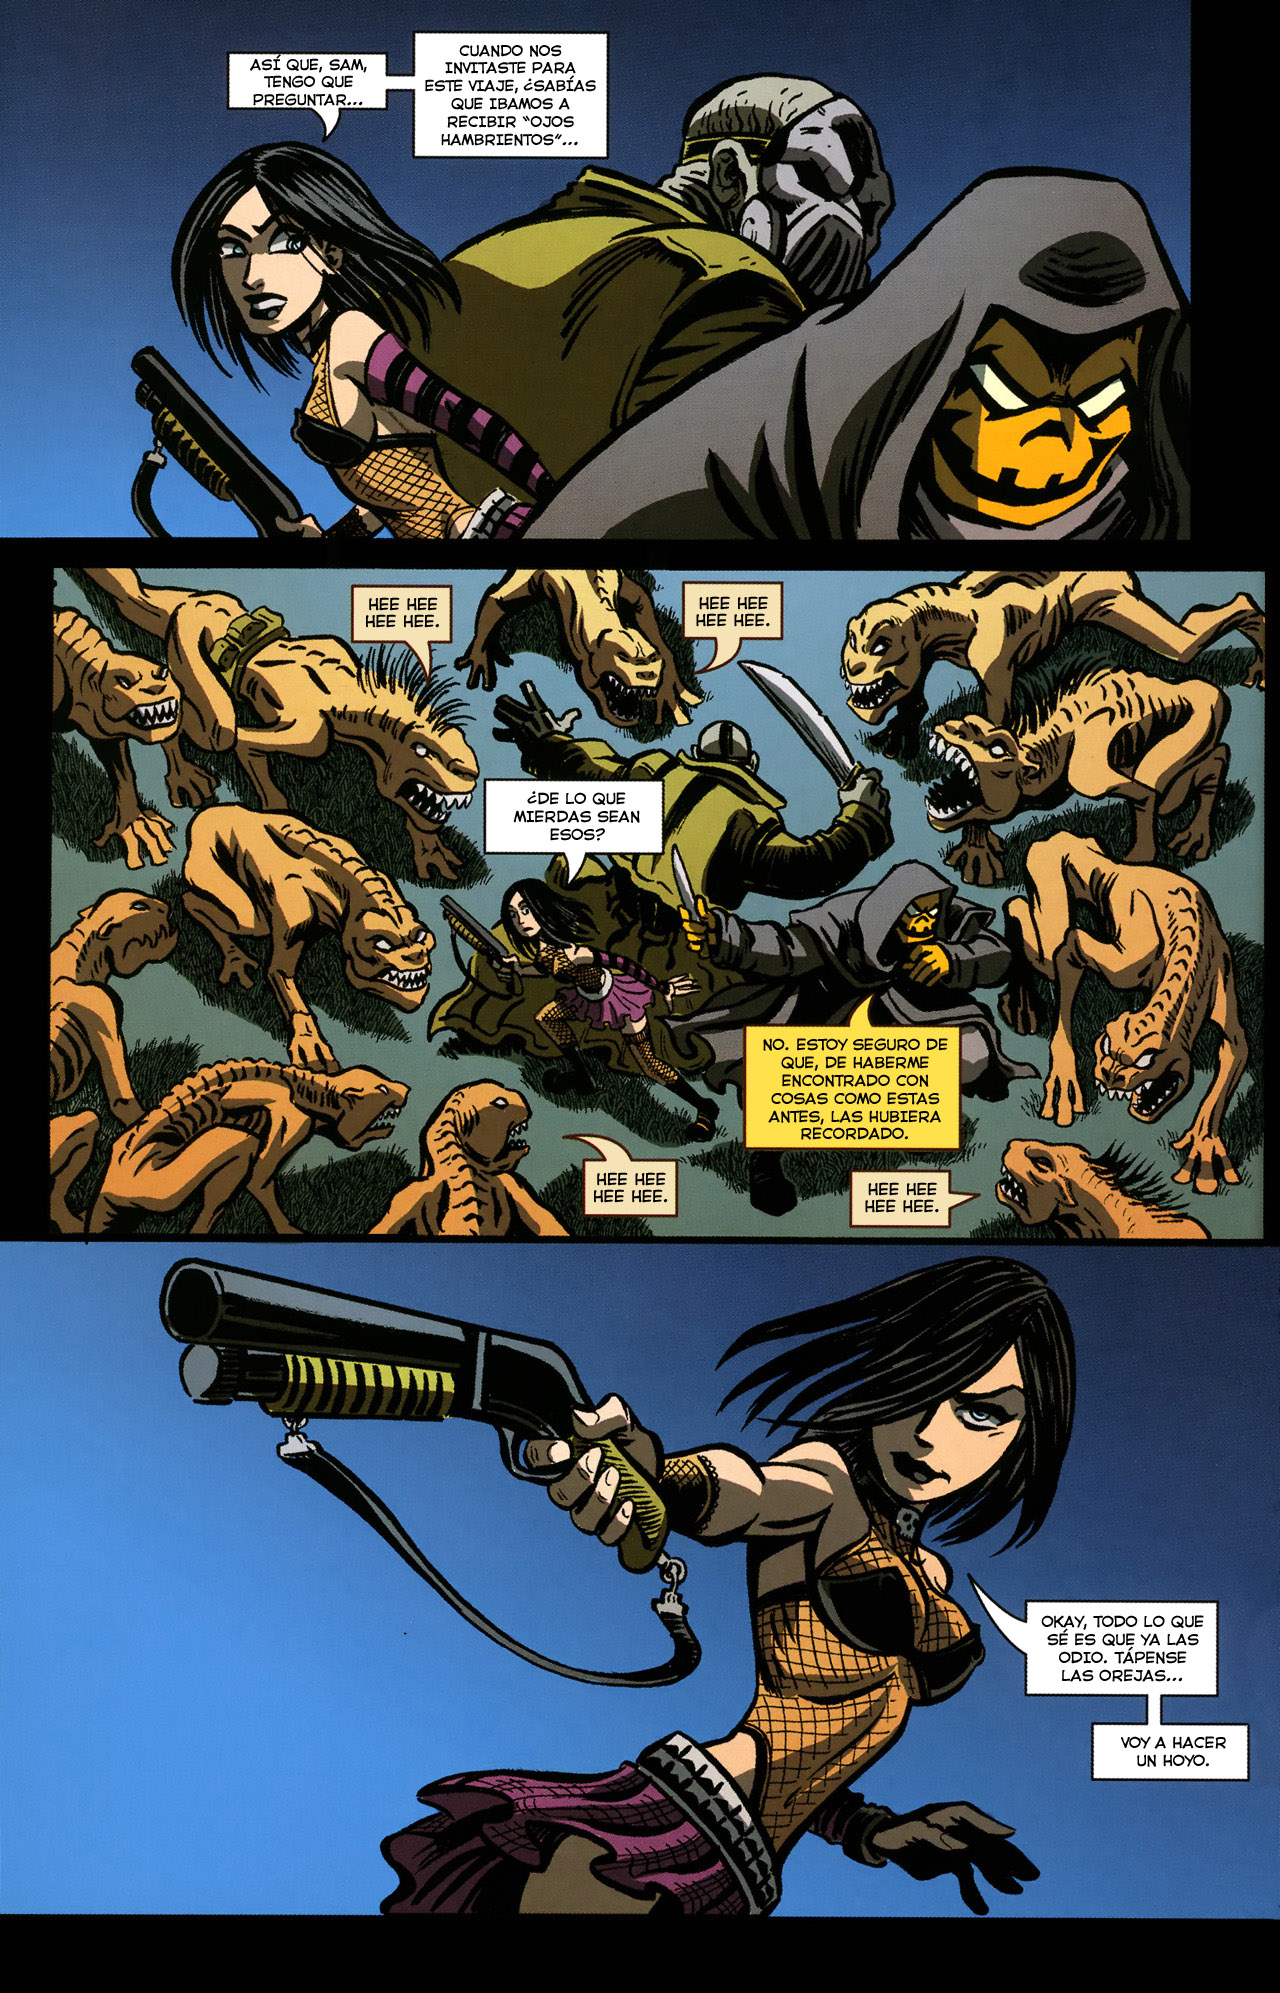 ASÍ QUE, SAM,
TENGO QUE
PREGUNTAR...
CUANDO NOS
INVITASTE PARA
ESTE VIAJE, ¿SABÍAS
QUE IBAMOS A
RECIBIR “OJOS
HAMBRIENTOS”...
HEE HEE
HEE HEE.
HEE HEE
HEE HEE.
¿DE LO QUE
MIERDAS SEAN
ESOS?
NO. ESTOY SEGURO DE
QUE, DE HABERME
ENCONTRADO CON
COSAS COMO ESTAS
ANTES, LAS HUBIERA
RECORDADO.
HEE HEE
HEE HEE.
HEE HEE
HEE HEE.
OKAY, TODO LO QUE
SÉ ES QUE YA LAS
ODIO. TÁPENSE
LAS OREJAS...
VOY A HACER
UN HOYO.